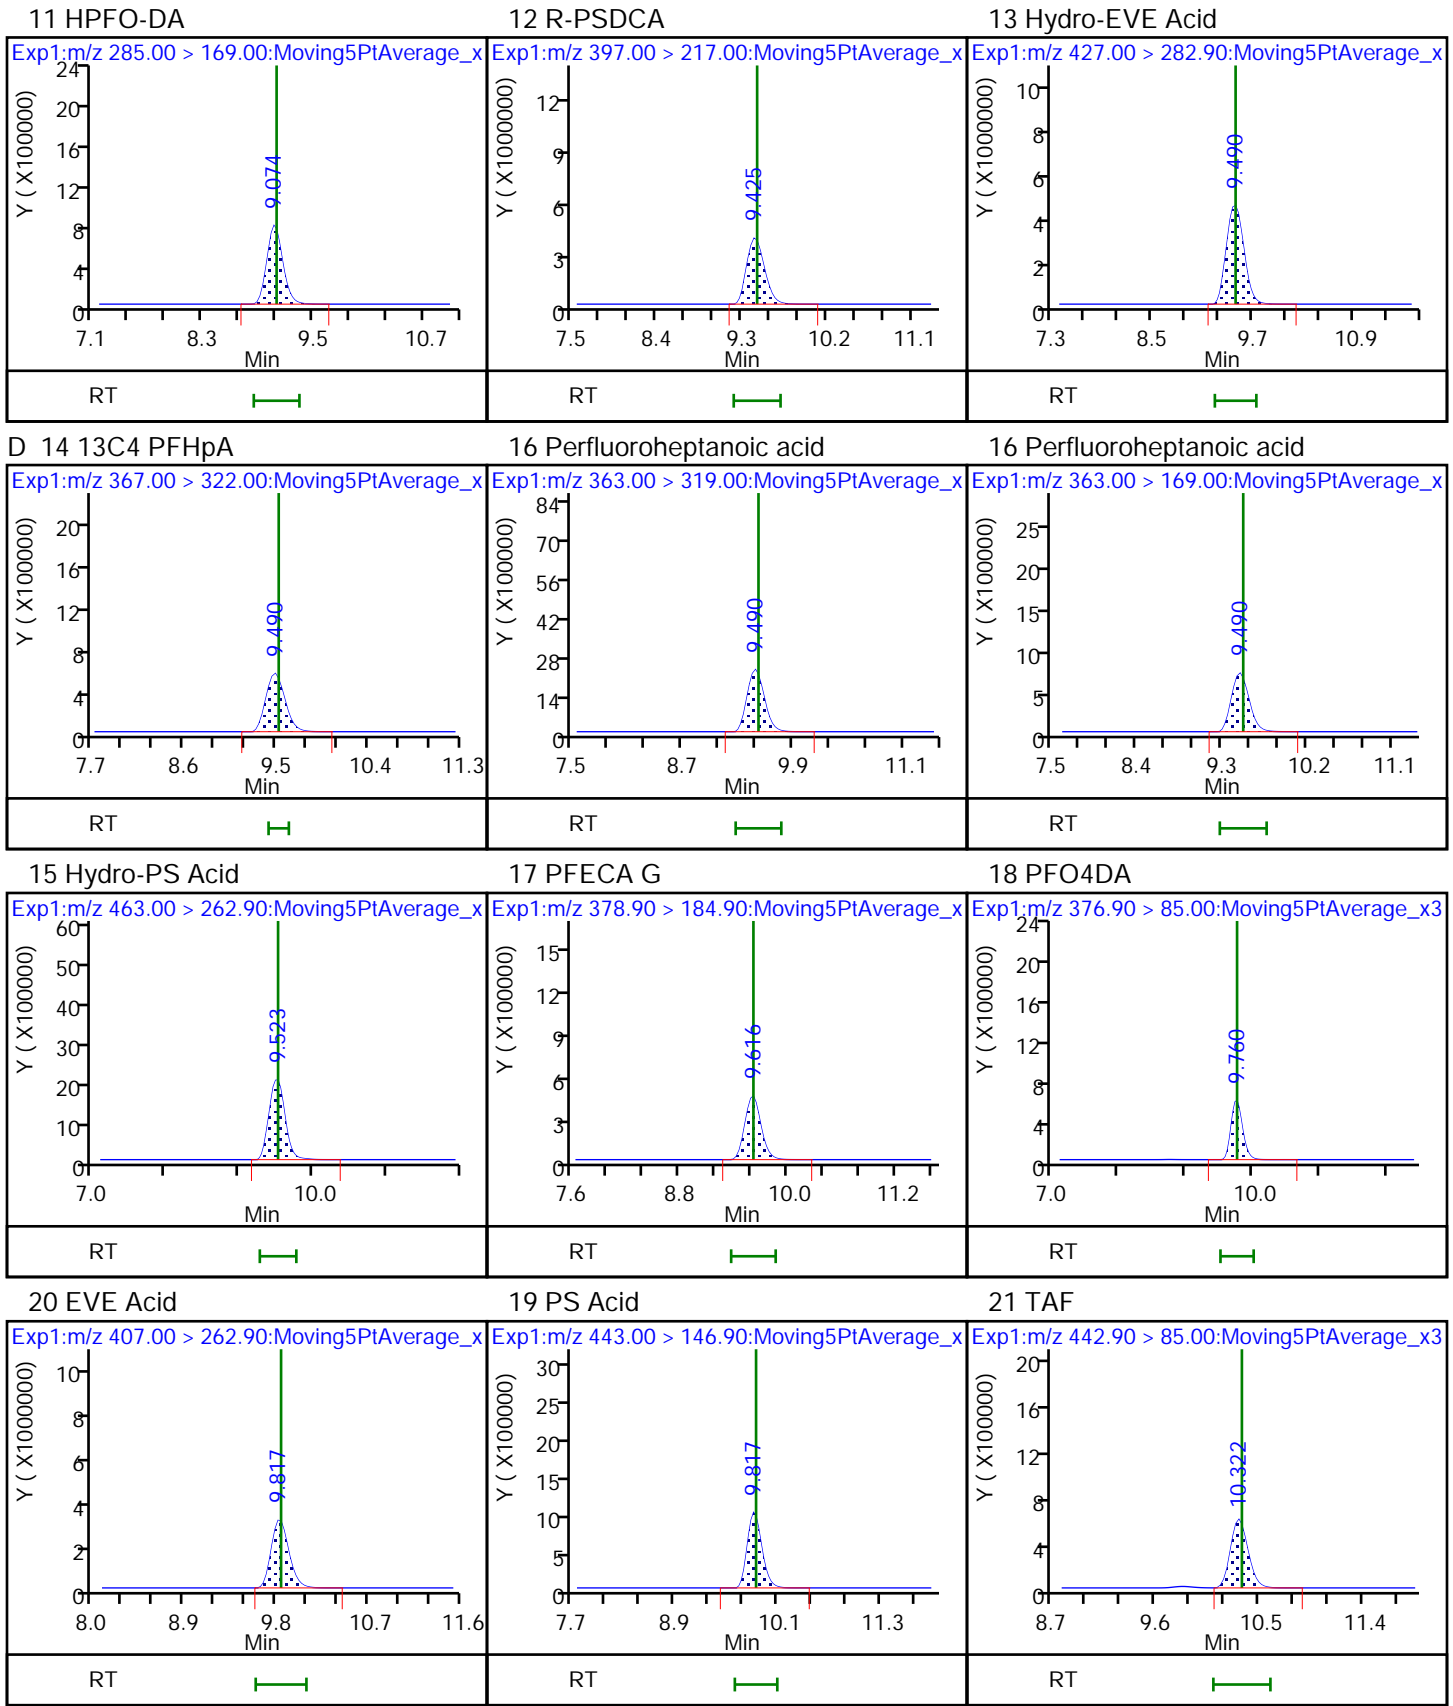 11 HPFO-DA
Exp1:m/z 285.00 > 169.00:Moving5PtAverage_x
Y ( X100000)
24
20
16
12
8
4
0
9.074
7.1 8.3 9.5 10.7
Min
RT
12 R-PSDCA
Exp1:m/z 397.00 > 217.00:Moving5PtAverage_x
Y ( X1000000)
12
9
6
3
0
9.425
7.5 8.4 9.3 10.2 11.1
Min
RT
13 Hydro-EVE Acid
Exp1:m/z 427.00 > 282.90:Moving5PtAverage_x
Y ( X1000000)
10
8
6
4
2
0
9.490
7.3 8.5 9.7 10.9
Min
RT
D 14 13C4 PFHpA
Exp1:m/z 367.00 > 322.00:Moving5PtAverage_x
Y ( X100000)
20
16
12
8
4
0
9.490
7.7 8.6 9.5 10.4 11.3
Min
RT
16 Perfluoroheptanoic acid
Exp1:m/z 363.00 > 319.00:Moving5PtAverage_x
Y ( X100000)
84
70
56
42
28
14
0
9.490
7.5 8.7 9.9 11.1
Min
RT
16 Perfluoroheptanoic acid
Exp1:m/z 363.00 > 169.00:Moving5PtAverage_x
Y ( X100000)
25
20
15
10
5
0
9.490
7.5 8.4 9.3 10.2 11.1
Min
RT
15 Hydro-PS Acid
Exp1:m/z 463.00 > 262.90:Moving5PtAverage_x
Y ( X100000)
60
50
40
30
20
10
0
9.523
7.0 10.0
Min
RT
17 PFECA G
Exp1:m/z 378.90 > 184.90:Moving5PtAverage_x
Y ( X100000)
15
12
9
6
3
0
9.616
7.6 8.8 10.0 11.2
Min
RT
18 PFO4DA
Exp1:m/z 376.90 > 85.00:Moving5PtAverage_x3
Y ( X100000)
24
20
16
12
8
4
0
9.760
7.0 10.0
Min
RT
20 EVE Acid
Exp1:m/z 407.00 > 262.90:Moving5PtAverage_x
Y ( X1000000)
10
8
6
4
2
0
9.817
8.0 8.9 9.8 10.7 11.6
Min
RT
19 PS Acid
Exp1:m/z 443.00 > 146.90:Moving5PtAverage_x
Y ( X100000)
30
25
20
15
10
5
0
9.817
7.7 8.9 10.1 11.3
Min
RT
21 TAF
Exp1:m/z 442.90 > 85.00:Moving5PtAverage_x3
Y ( X100000)
20
16
12
8
4
0
10.322
8.7 9.6 10.5 11.4
Min
RT